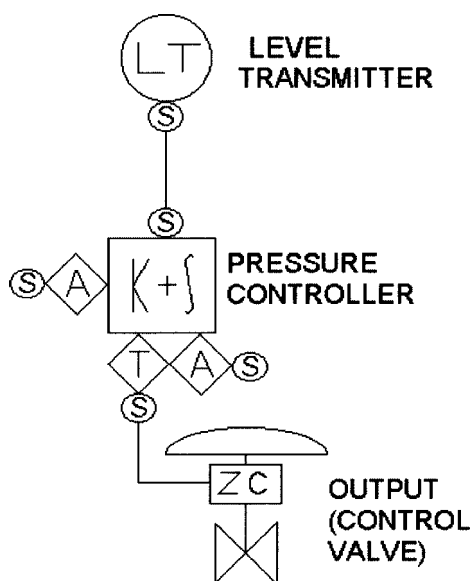 LT
LEVEL
TRANSMITTER
S
S
S A K+∫ PRESSURE
CONTROLLER
T A S
S
ZC
OUTPUT
(CONTROL
VALVE)